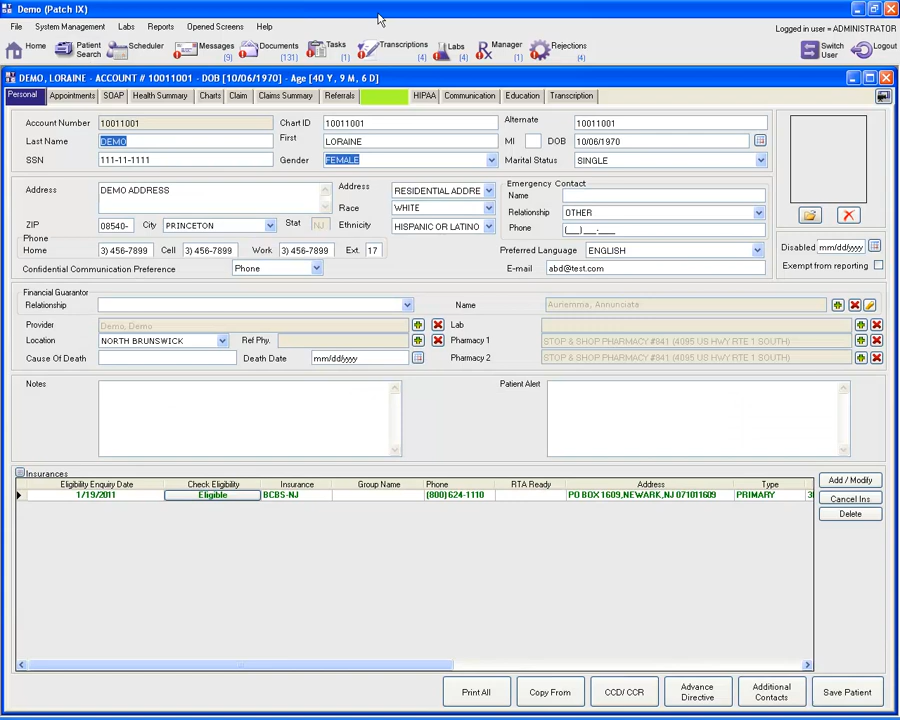 Demo (Patch IX)
File System Management Labs Reports Opened Screens Help
Logged in user = ADMINISTRATOR
Home Patient Search Scheduler Messages (9) Documents (131) Tasks (1) Transcriptions (4) Labs (4) Manager (1) Rejections (4) Switch User Logout
DEMO, LORAINE - ACCOUNT # 10011001 - DOB [10/06/1970] - Age [40 Y , 9 M, 6 D]
Personal Appointments SOAP Health Summary Charts Claim Claims Summary Referrals HIPAA Communication Education Transcription
Account Number 10011001 Chart ID 10011001 Alternate 10011001
Last Name DEMO First LORAINE MI DOB 10/06/1970
SSN 111-11-1111 Gender FEMALE Marital Status SINGLE
Address DEMO ADDRESS Address RESIDENTIAL ADDRE Emergency Contact
Name
Race WHITE Relationship OTHER
ZIP 08540- City PRINCETON Stat NJ Ethnicity HISPANIC OR LATINO Phone (___)___-____
Phone
Home 3) 456-7899 Cell 3) 456-7899 Work 3) 456-7899 Ext. 17 Preferred Language ENGLISH
Disabled mm/dd/yyyy
Confidential Communication Preference Phone E-mail abd@test.com Exempt from reporting
Financial Guarantor
Relationship Name Auriemma, Annunciate
Provider Demo, Demo Lab
Location NORTH BRUNSWICK Ref Phy. Pharmacy 1 STOP & SHOP PHARMACY #841 (4095 US HWY RTE 1 SOUTH)
Cause Of Death Death Date mm/dd/yyyy Pharmacy 2 STOP & SHOP PHARMACY #841 (4095 US HWY RTE 1 SOUTH)
Notes Patient Alert
Insurances
Eligibility Enquiry Date Check Eligibility Insurance Group Name Phone RTA Ready Address Type
1/19/2011 Eligible BCBS-NJ (800) 624-1110 PO BOX 1609,NEWARK,NJ 071011609 PRIMARY
Add / Modify
Cancel Ins
Delete
Print All Copy From CCD/ CCR Advance Directive Additional Contacts Save Patient